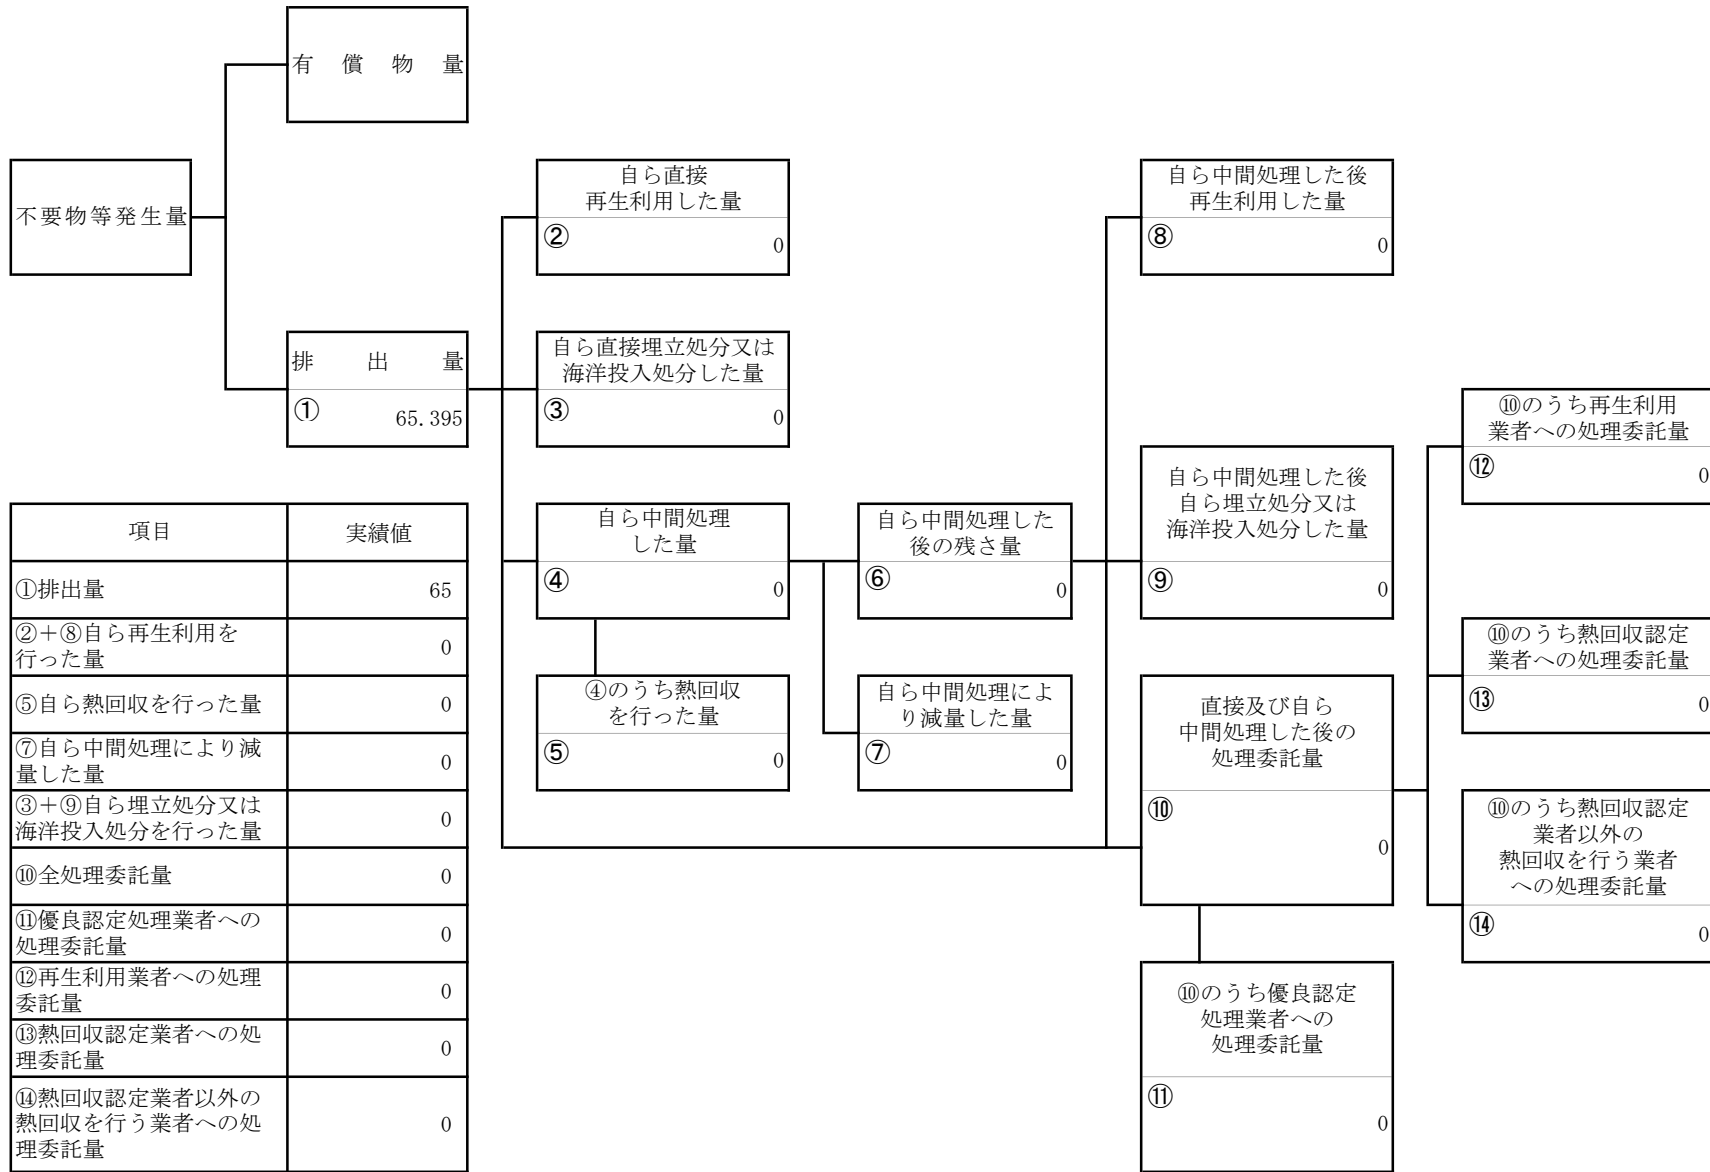 有償物量
不要物等発生量
自ら直接
再生利用した量
② 0
自ら中間処理した後
再生利用した量
⑧ 0
排出量
① 65.395
自ら直接埋立処分又は
海洋投入処分した量
③ 0
⑩のうち再生利用
業者への処理委託量
⑫ 0
自ら中間処理
した量
④ 0
自ら中間処理した
後の残さ量
⑥ 0
自ら中間処理した後
自ら埋立処分又は
海洋投入処分した量
⑨ 0
④のうち熱回収
を行った量
⑤ 0
自ら中間処理によ
り減量した量
⑦ 0
直接及び自ら
中間処理した後の
処理委託量
⑩ 0
⑩のうち熱回収認定
業者への処理委託量
⑬ 0
⑩のうち熱回収認定
業者以外の
熱回収を行う業者
への処理委託量
⑭ 0
⑩のうち優良認定
処理業者への
処理委託量
⑪ 0
項目 実績値
①排出量 65
②+⑧自ら再生利用を
行った量 0
⑤自ら熱回収を行った量 0
⑦自ら中間処理により減
量した量 0
③+⑨自ら埋立処分又は
海洋投入処分を行った量 0
⑩全処理委託量 0
⑪優良認定処理業者への
処理委託量 0
⑫再生利用業者への処理
委託量 0
⑬熱回収認定業者への処
理委託量 0
⑭熱回収認定業者以外の
熱回収を行う業者への処
理委託量 0